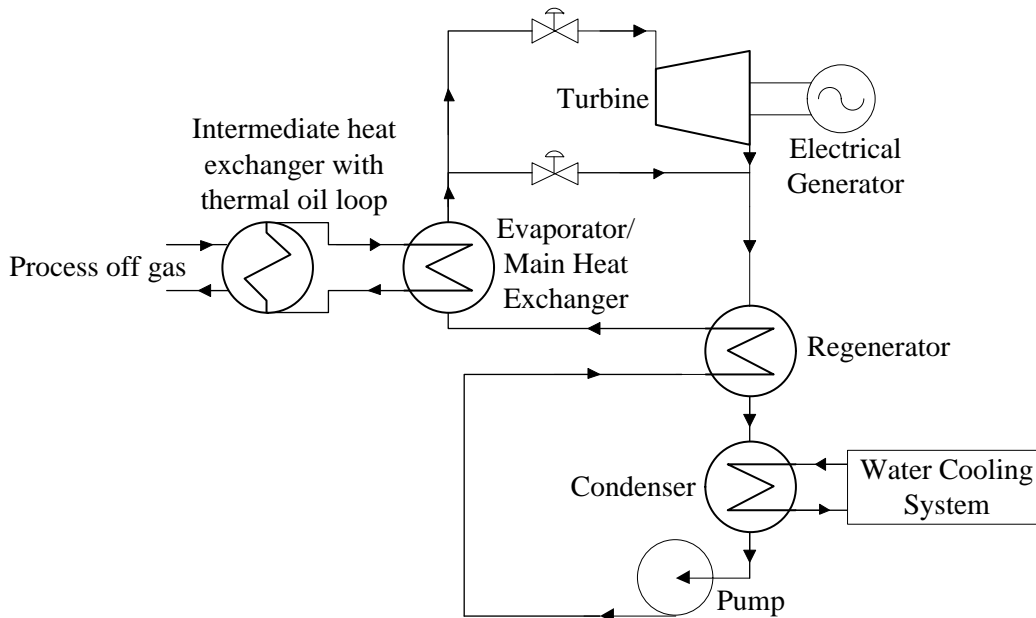 Turbine
Electrical
Generator
Intermediate heat
exchanger with
thermal oil loop
Process off gas
Evaporator/
Main Heat
Exchanger
Regenerator
Condenser
Water Cooling
System
Pump